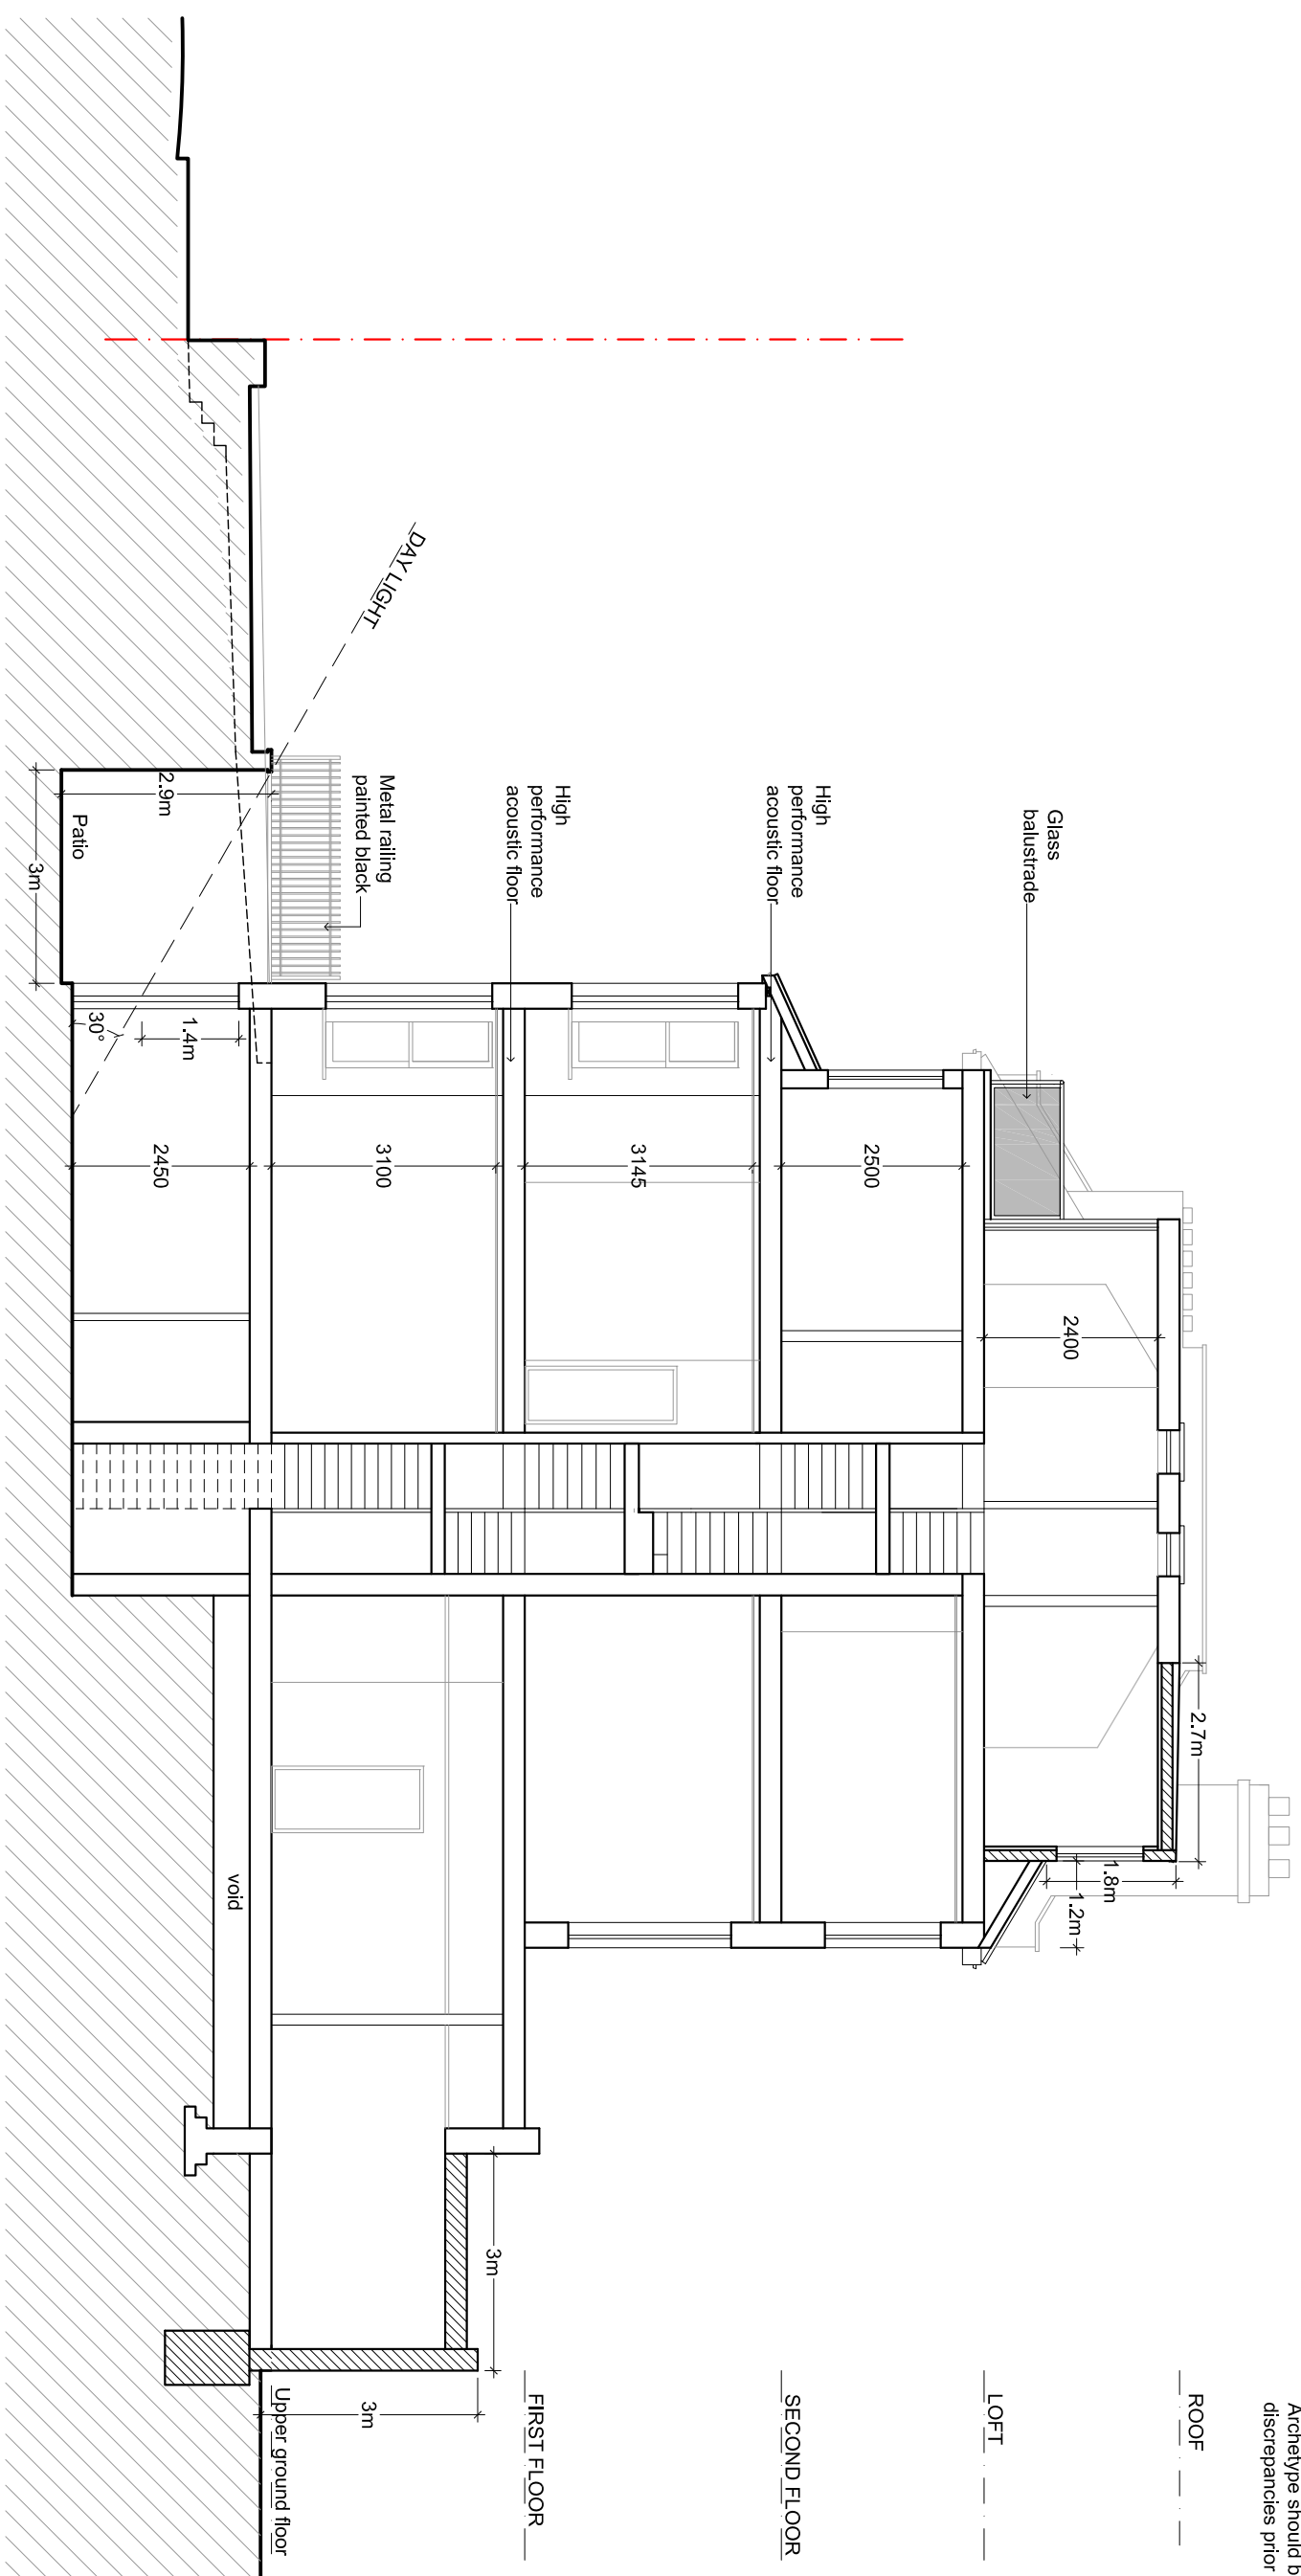 Archetype should b
discrepancies prior
ROOF
LOFT
SECOND FLOOR
FIRST FLOOR
Upper ground floor
Glass
balustrade
High
performance
acoustic floor
High
performance
acoustic floor
Metal railing
painted black
DAY LIGHT
2400
2.7m
1.8m
1.2m
2500
3145
3100
2450
2.9m
Patio
3m
1.4m
30°
void
3m
3m